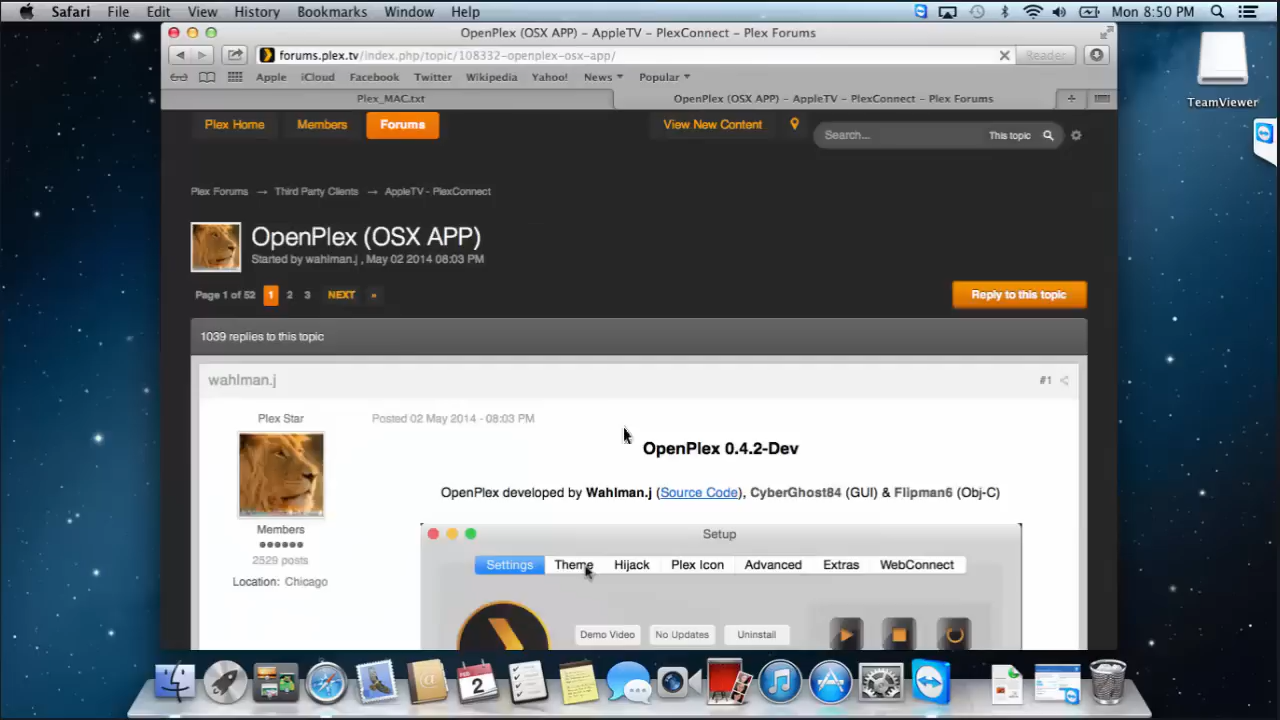 Safari File Edit View History Bookmarks Window Help Mon 8:50 PM
TeamViewer
OpenPlex (OSX APP) – AppleTV – PlexConnect – Plex Forums
forums.plex.tv/index.php/topic/108332-openplex-osx-app/ Reader
Apple iCloud Facebook Twitter Wikipedia Yahoo! News Popular
Plex_MAC.txt OpenPlex (OSX APP) – AppleTV – PlexConnect – Plex Forums
Plex Home Members Forums View New Content Search... This topic
Plex Forums → Third Party Clients → AppleTV - PlexConnect
OpenPlex (OSX APP)
Started by wahlman.j , May 02 2014 08:03 PM
Page 1 of 52 1 2 3 NEXT »
Reply to this topic
1039 replies to this topic
wahlman.j #1
Plex Star
Posted 02 May 2014 - 08:03 PM
Members
2529 posts
Location: Chicago
OpenPlex 0.4.2-Dev
OpenPlex developed by Wahlman.j (Source Code), CyberGhost84 (GUI) & Flipman6 (Obj-C)
Setup
Settings Theme Hijack Plex Icon Advanced Extras WebConnect
Demo Video No Updates Uninstall
FEB
2